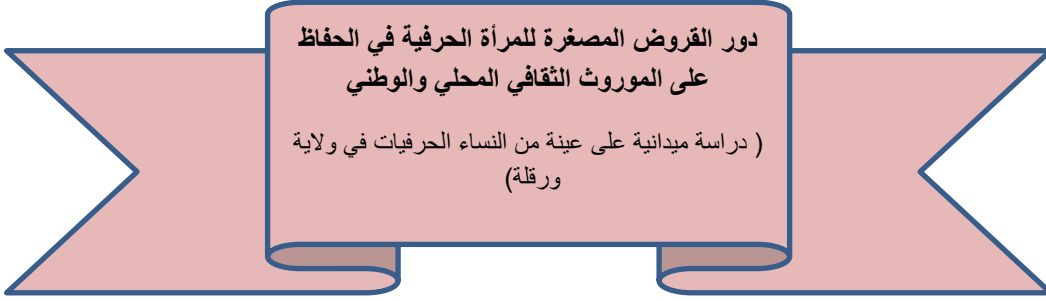 دور القروض المصغرة للمرأة الحرفية في الحفاظ
على الموروث الثقافي المحلي والوطني
( دراسة ميدانية على عينة من النساء الحرفيات في ولاية
ورقلة)